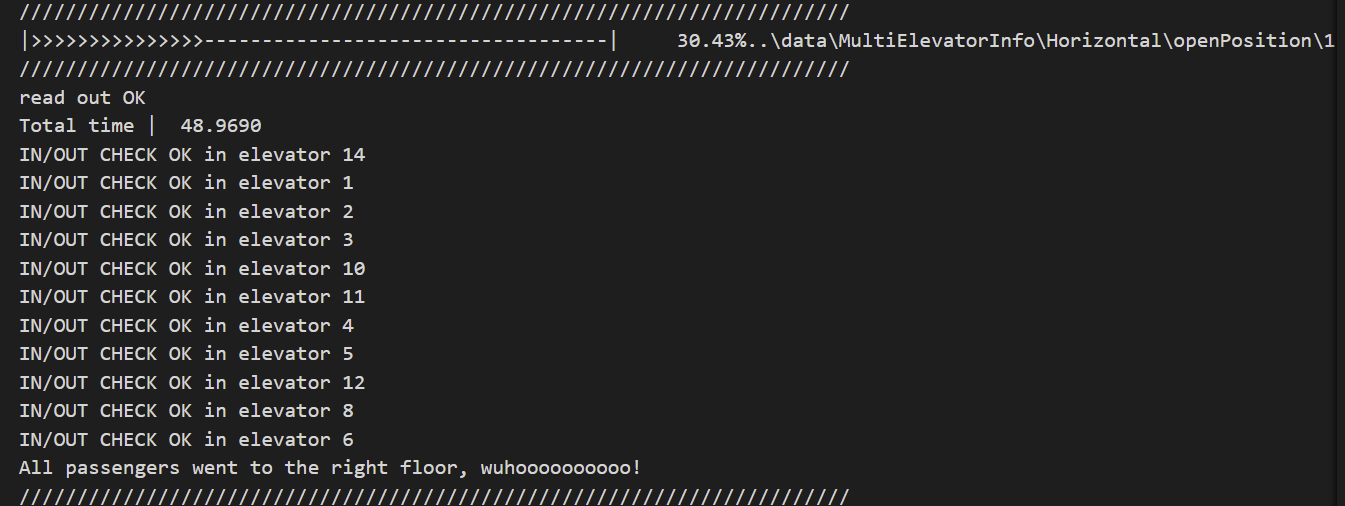 ////////////////////////////////////////////////////////////////////////
|>>>>>>>>>>>>>>>-----------------------------------| 30.43%..\data\MultiElevatorInfo\Horizontal\openPosition\1
////////////////////////////////////////////////////////////////////////
read out OK
Total time | 48.9690
IN/OUT CHECK OK in elevator 14
IN/OUT CHECK OK in elevator 1
IN/OUT CHECK OK in elevator 2
IN/OUT CHECK OK in elevator 3
IN/OUT CHECK OK in elevator 10
IN/OUT CHECK OK in elevator 11
IN/OUT CHECK OK in elevator 4
IN/OUT CHECK OK in elevator 5
IN/OUT CHECK OK in elevator 12
IN/OUT CHECK OK in elevator 8
IN/OUT CHECK OK in elevator 6
All passengers went to the right floor, wuhoooooooooo!
////////////////////////////////////////////////////////////////////////